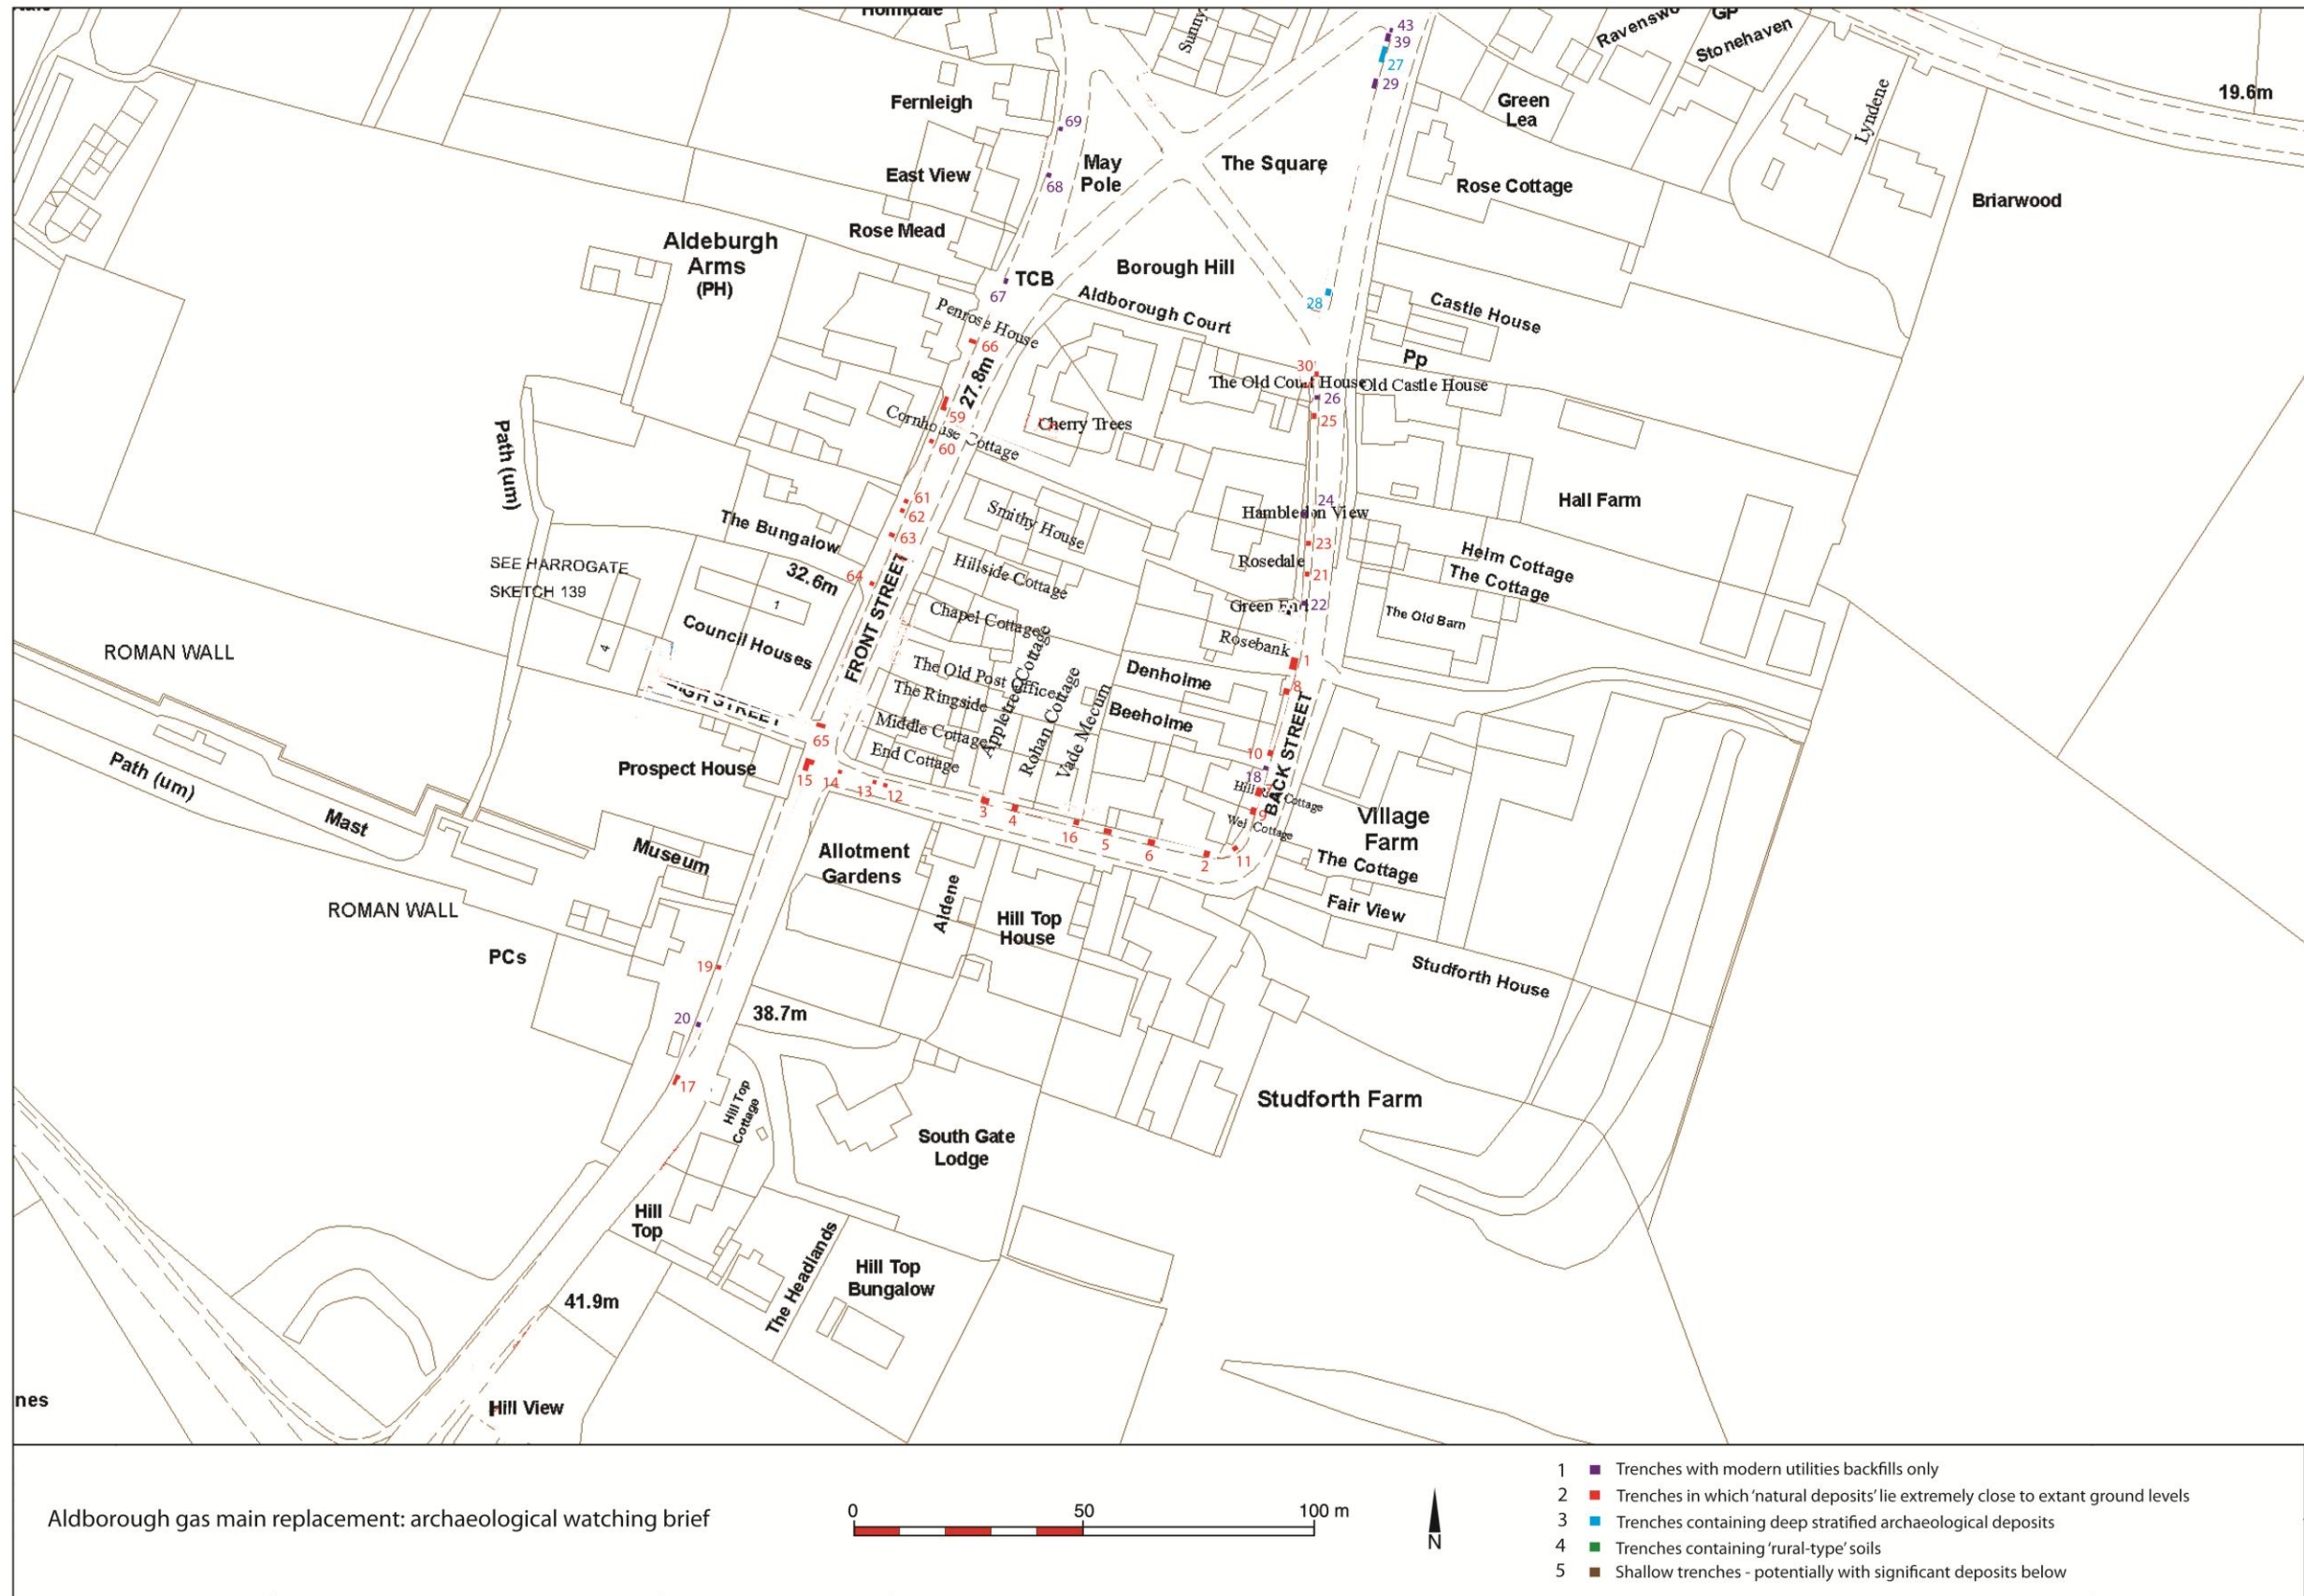 Sunny
43
39
27
29
Ravenswo
Stonehaven
19.6m
Fernleigh
69
Green
Lea
Lyndene
May
Pole
The Square
East View
68
Rose Cottage
Briarwood
Rose Mead
Aldeburgh
Arms
(PH)
TCB
Borough Hill
67
Aldborough Court
28
Castle House
Penrose House
66
27.8m
Pp
30
The Old Court House
Old Castle House
26
25
59
Cornhouse Cottage
Cherry Trees
60
Path (um)
61
62
63
Smithy House
24
Hambledon View
Hall Farm
The Bungalow
23
Rosedale
Helm Cottage
The Cottage
SEE HARROGATE
SKETCH 139
32.6m
64
FRONT STREET
Hillside Cottage
21
1
Green End
22
The Old Barn
Chapel Cottage
Council Houses
4
ROMAN WALL
Rosebank
1
The Old Post Office
Denholme
8
The Ringside
Appletree Cottage
Rohan Cottage
Vade Mecum
Beeholme
HIGH STREET
Middle Cottage
65
End Cottage
10
BACK STREET
18
Prospect House
15
14
13
12
Path (um)
Mast
3
4
16
5
6
2
11
9
Village
Farm
The Cottage
Museum
Allotment
Gardens
Aldene
Hill Top
House
Fair View
ROMAN WALL
PCs
19
Studforth House
20
38.7m
17
Hill Top
Cottage
Studforth Farm
South Gate
Lodge
Hill
Top
The Headlands
Hill Top
Bungalow
41.9m
nes
Hill View
Aldborough gas main replacement: archaeological watching brief
0 50 100 m
N
1 Trenches with modern utilities backfills only
2 Trenches in which 'natural deposits' lie extremely close to extant ground levels
3 Trenches containing deep stratified archaeological deposits
4 Trenches containing 'rural-type' soils
5 Shallow trenches - potentially with significant deposits below